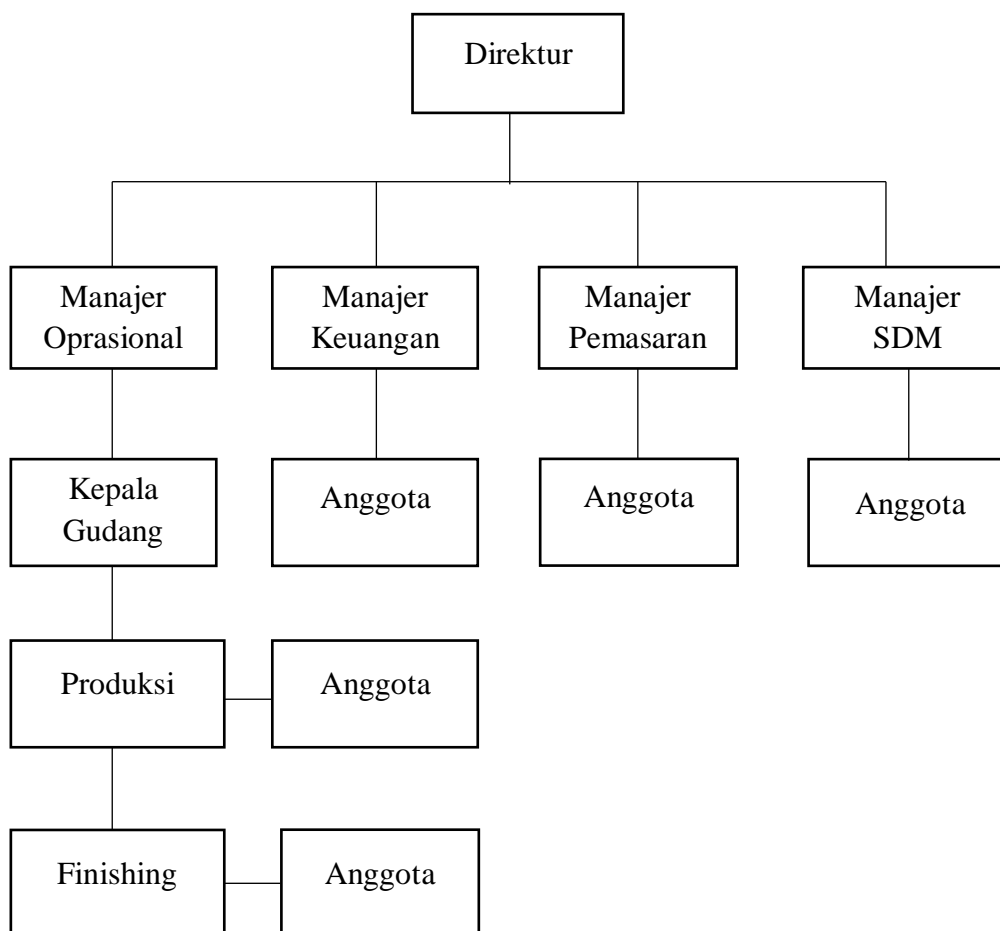 Direktur
Manajer
Oprasional
Manajer
Keuangan
Manajer
Pemasaran
Manajer
SDM
Kepala
Gudang
Anggota
Anggota
Anggota
Produksi
Anggota
Finishing
Anggota